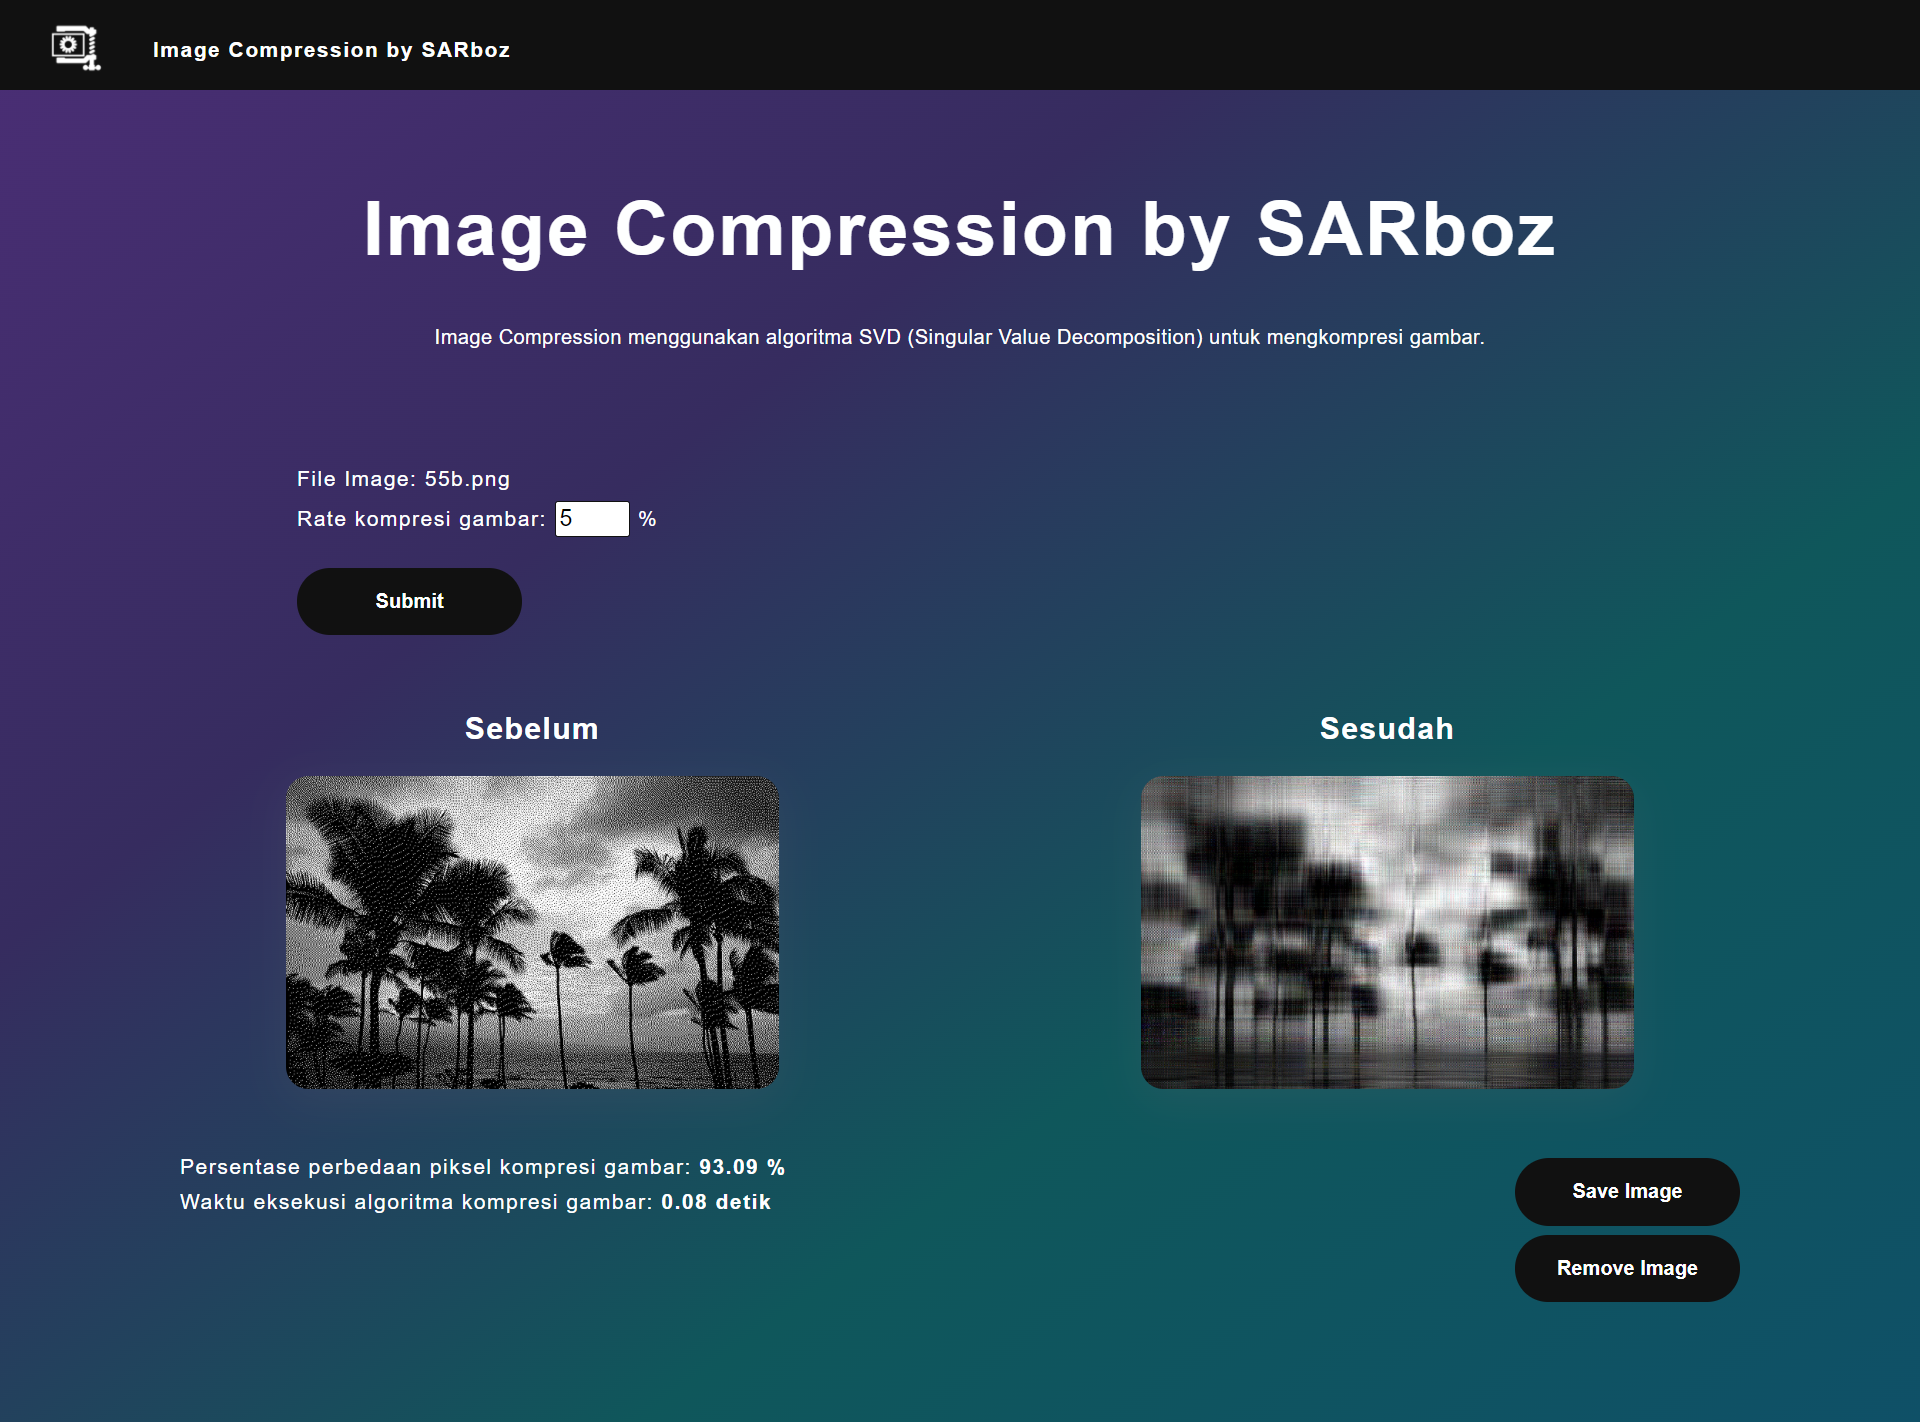 Image Compression by SARboz
Image Compression by SARboz
Image Compression menggunakan algoritma SVD (Singular Value Decomposition) untuk mengkompresi gambar.
File Image: 55b.png
Rate kompresi gambar: 5 %
Submit
Sebelum
Sesudah
Persentase perbedaan piksel kompresi gambar: 93.09 %
Waktu eksekusi algoritma kompresi gambar: 0.08 detik
Save Image
Remove Image